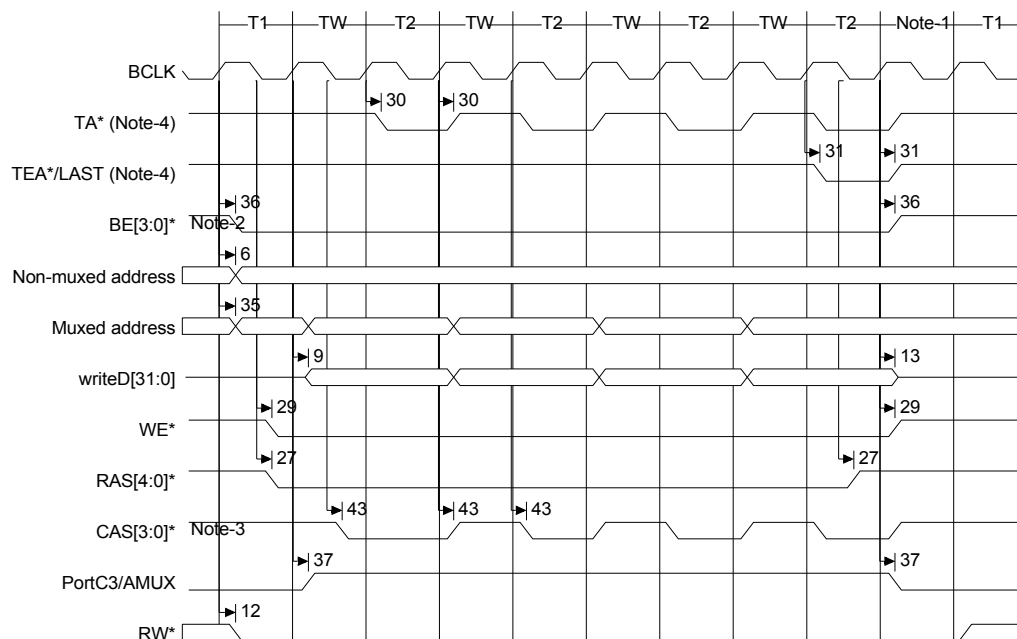 T1 TW T2 TW T2 TW T2 TW T2 Note-1 T1
BCLK
30 30
TA* (Note-4)
31 31
TEA*/LAST (Note-4)
36 36
BE[3:0]* Note-2
6
Non-muxed address
35
Muxed address
9 13
writeD[31:0]
29 29
WE*
27 27
RAS[4:0]*
43 43 43
CAS[3:0]* Note-3
37 37
PortC3/AMUX
12
RW*